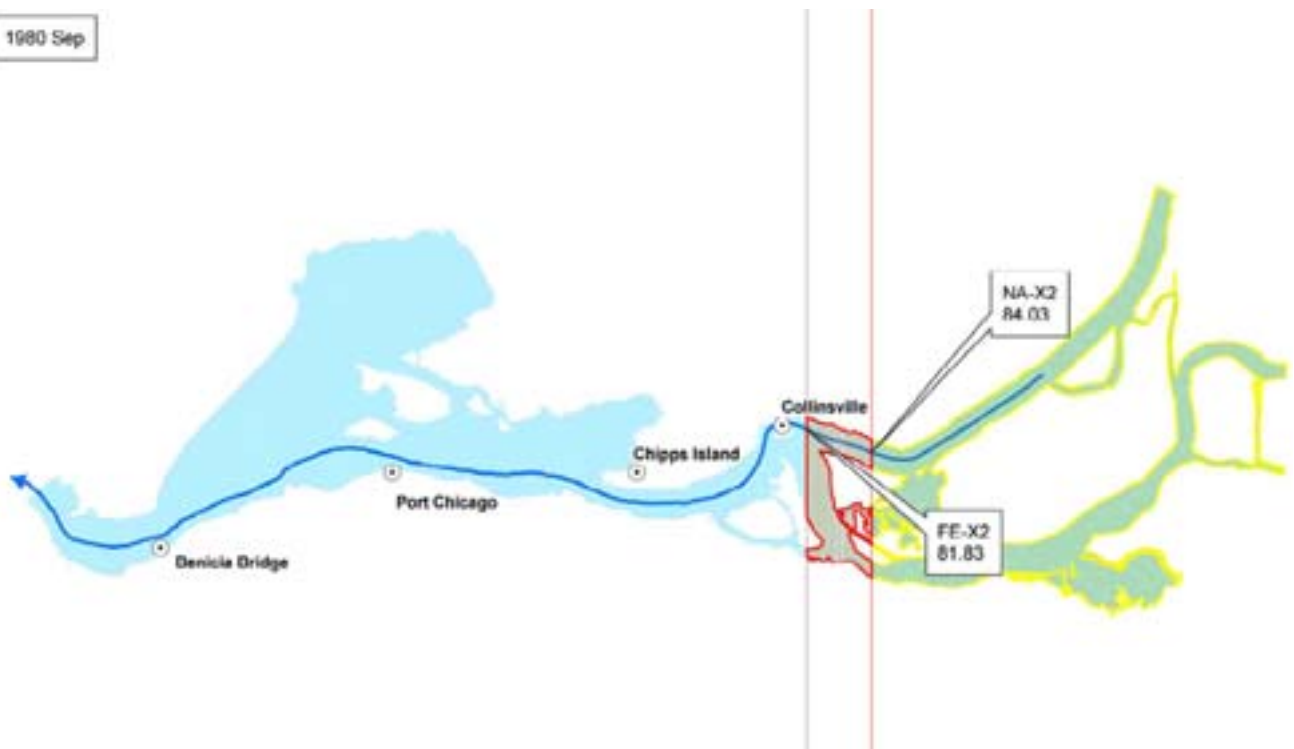 1980 Sep
NA-X2
84.03
Collinsville
Chipps Island
Port Chicago
FE-X2
81.83
Benicia Bridge